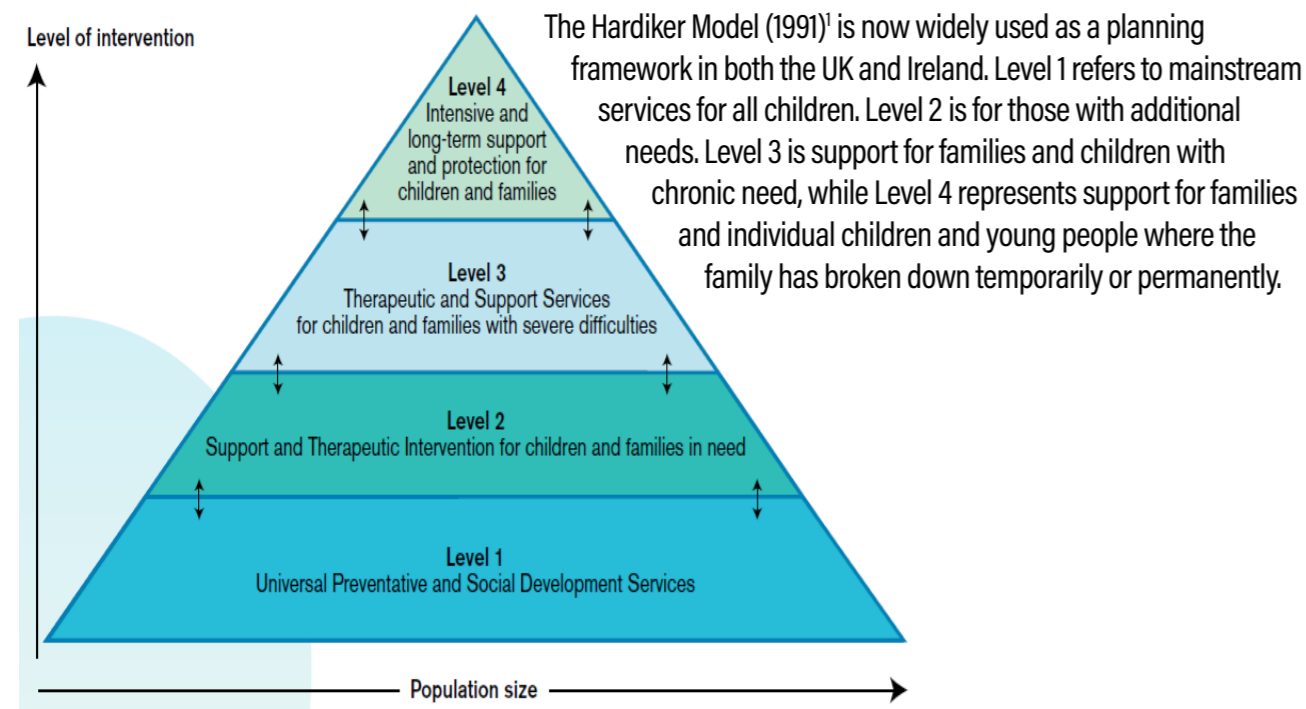 Level of intervention
The Hardiker Model (1991)¹ is now widely used as a planning
framework in both the UK and Ireland. Level 1 refers to mainstream
services for all children. Level 2 is for those with additional
needs. Level 3 is support for families and children with
chronic need, while Level 4 represents support for families
and individual children and young people where the
family has broken down temporarily or permanently.
Level 4
Intensive and
long-term support
and protection for
children and families
Level 3
Therapeutic and Support Services
for children and families with severe difficulties
Level 2
Support and Therapeutic Intervention for children and families in need
Level 1
Universal Preventative and Social Development Services
Population size